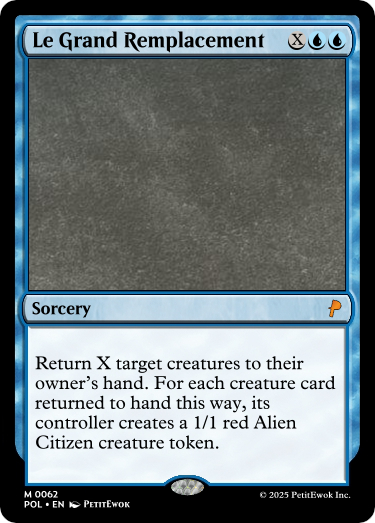 Le Grand Remplacement X
Sorcery
Return X target creatures to their
owner's hand. For each creature card
returned to hand this way, its
controller creates a 1/1 red Alien
Citizen creature token.
M 0062
POL • EN PetitEwok
© 2025 PetitEwok Inc.